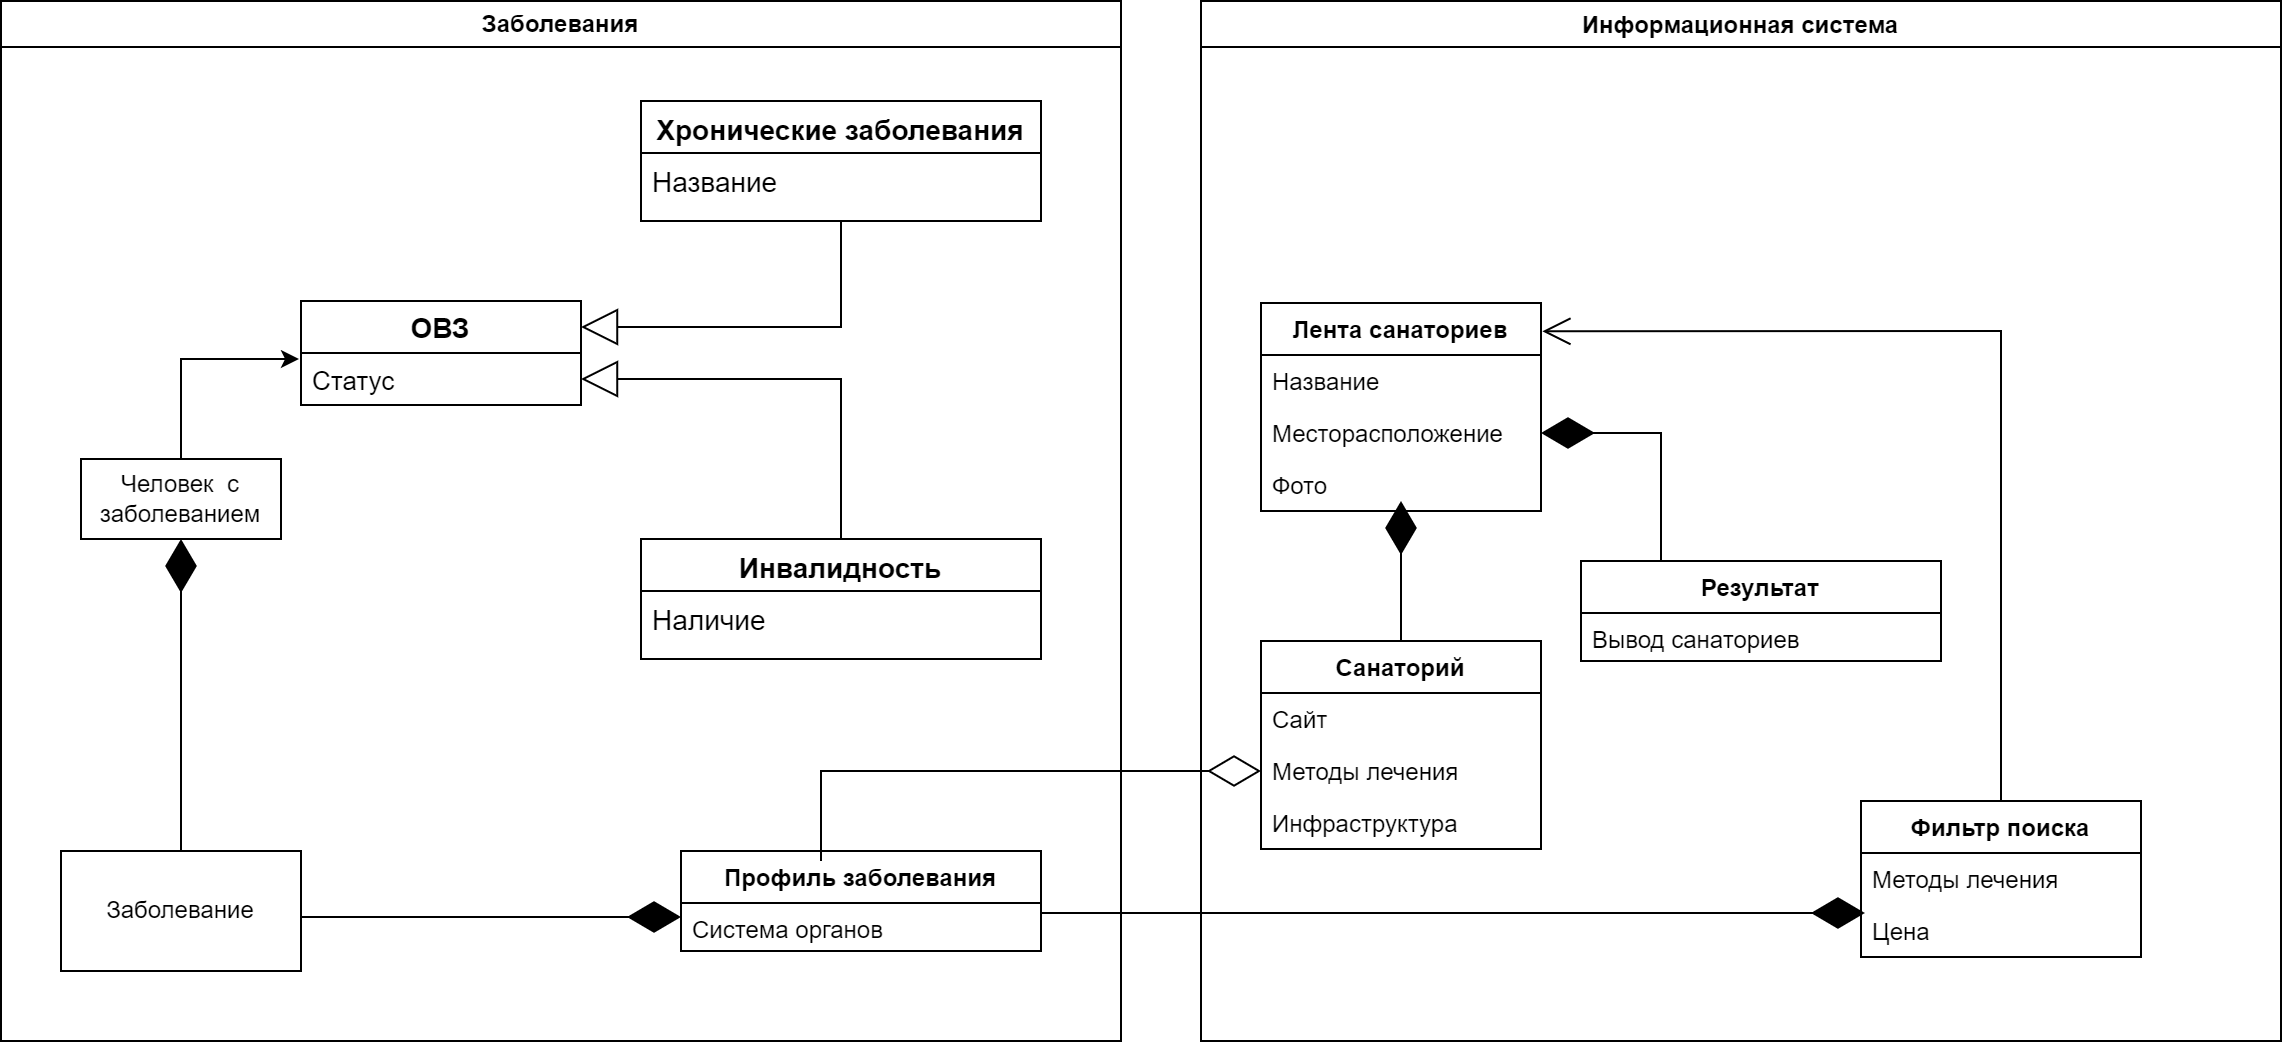 Заболевания
Хронические заболевания
Название
ОВЗ
Статус
Человек с
заболеванием
Инвалидность
Наличие
Заболевание
Профиль заболевания
Система органов
Информационная система
Лента санаториев
Название
Месторасположение
Фото
Результат
Вывод санаториев
Санаторий
Сайт
Методы лечения
Инфраструктура
Фильтр поиска
Методы лечения
Цена